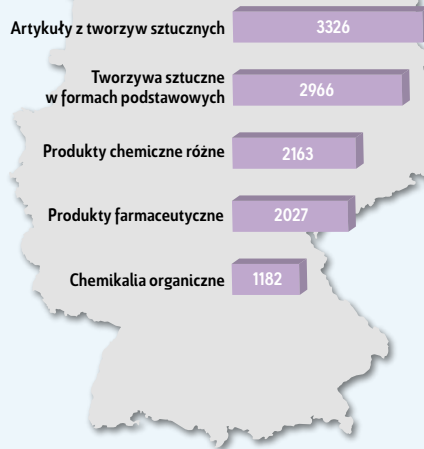 Artykuły z tworzyw sztucznych
3326
Tworzywa sztuczne
w formach podstawowych
2966
Produkty chemiczne różne
2163
Produkty farmaceutyczne
2027
Chemikalia organiczne
1182